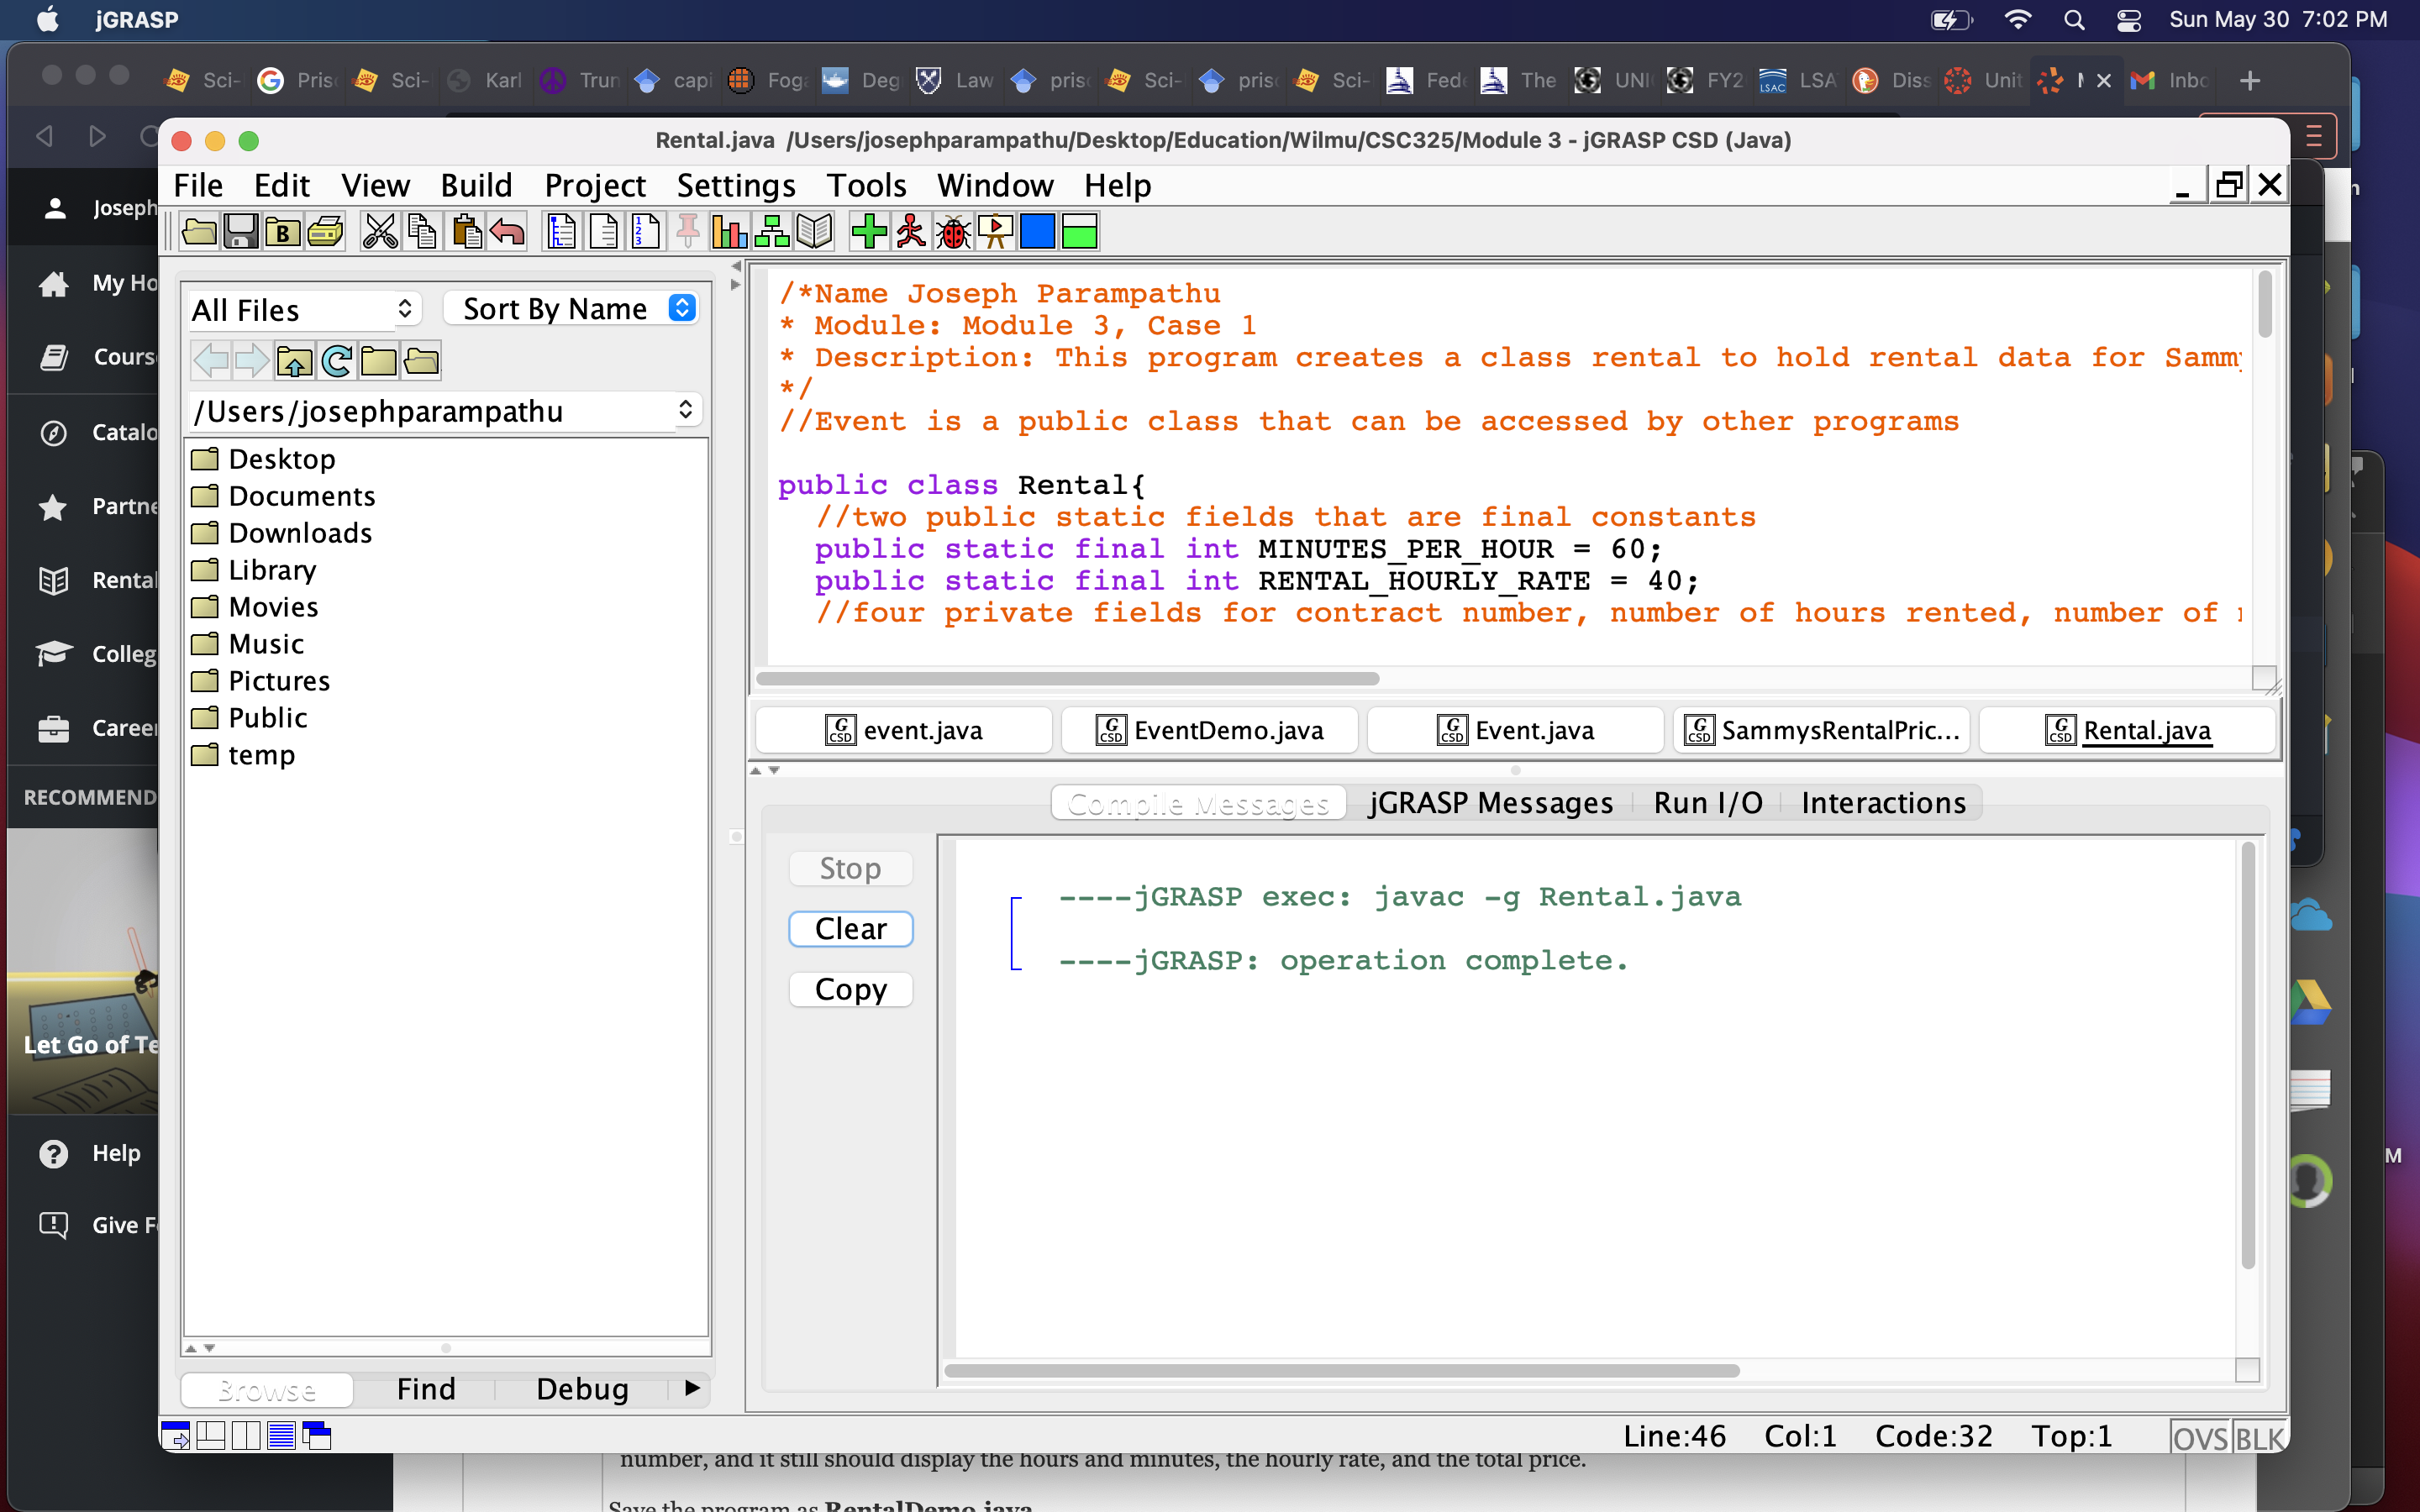 jGRASP
Sun May 30 7:02 PM
Sci-
Pris
Sci-
Karl
Trun
capi
Foga
Deg
Law
pris
Sci-
pris
Sci-
Fede
The
UNI
FY2
LSAC
LSA
Diss
Unit
Inbo
Rental.java /Users/josephparampathu/Desktop/Education/Wilmu/CSC325/Module 3 - jGRASP CSD (Java)
File Edit View Build Project Settings Tools Window Help
Joseph
My Ho
Cours
Catalo
Partne
Rental
Colleg
Career
RECOMMEND
Let Go of Te
Help
Give Fe
All Files
Sort By Name
/Users/josephparampathu
Desktop
Documents
Downloads
Library
Movies
Music
Pictures
Public
temp
Browse Find Debug
/*Name Joseph Parampathu
* Module: Module 3, Case 1
* Description: This program creates a class rental to hold rental data for Sammy
*/
//Event is a public class that can be accessed by other programs
public class Rental{
//two public static fields that are final constants
public static final int MINUTES_PER_HOUR = 60;
public static final int RENTAL_HOURLY_RATE = 40;
//four private fields for contract number, number of hours rented, number of
event.java EventDemo.java Event.java SammysRentalPric... Rental.java
Compile Messages jGRASP Messages Run I/O Interactions
Stop
Clear
Copy
----jGRASP exec: javac -g Rental.java
----jGRASP: operation complete.
Line:46 Col:1 Code:32 Top:1 OVS BLK
number, and it still should display the hours and minutes, the hourly rate, and the total price.
Save the program as RentalDemo.java